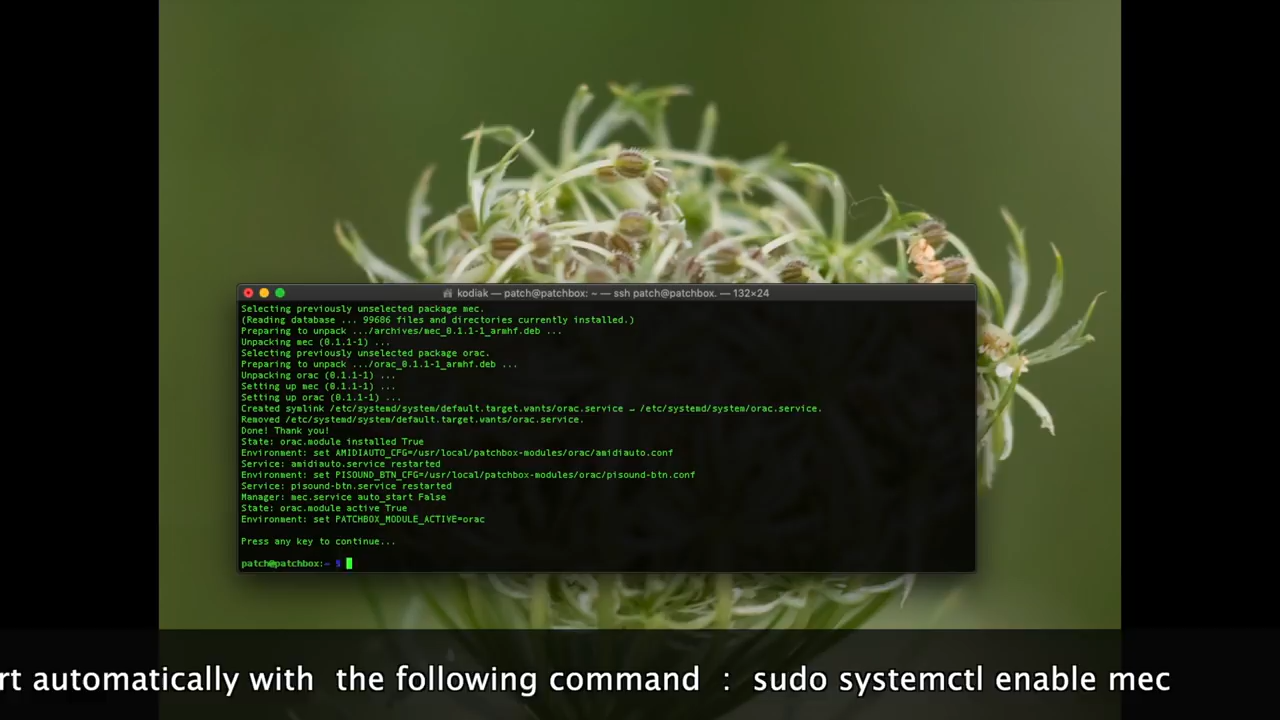 kodiak — patch@patchbox: ~ — ssh patch@patchbox. — 132×24
Selecting previously unselected package mec.
(Reading database ... 99686 files and directories currently installed.)
Preparing to unpack .../archives/mec_0.1.1-1_armhf.deb ...
Unpacking mec (0.1.1-1) ...
Selecting previously unselected package orac.
Preparing to unpack .../orac_0.1.1-1_armhf.deb ...
Unpacking orac (0.1.1-1) ...
Setting up mec (0.1.1-1) ...
Setting up orac (0.1.1-1) ...
Created symlink /etc/systemd/system/default.target.wants/orac.service → /etc/systemd/system/orac.service.
Removed /etc/systemd/system/default.target.wants/orac.service.
Done! Thank you!
State: orac.module installed True
Environment: set AMIDIAUTO_CFG=/usr/local/patchbox-modules/orac/amidiauto.conf
Service: amidiauto.service restarted
Environment: set PISOUND_BTN_CFG=/usr/local/patchbox-modules/orac/pisound-btn.conf
Service: pisound-btn.service restarted
Manager: mec.service auto_start False
State: orac.module active True
Environment: set PATCHBOX_MODULE_ACTIVE=orac
Press any key to continue...
patch@patchbox:~ $
rt automatically with the following command : sudo systemctl enable mec